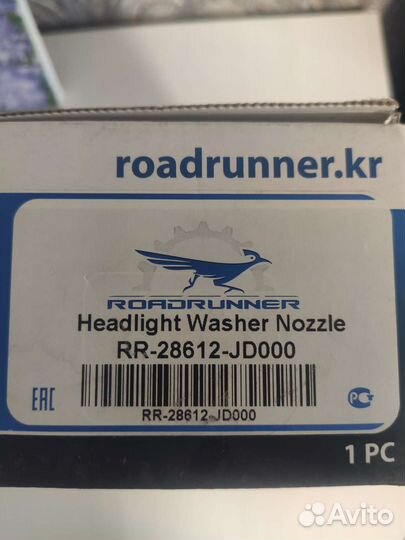 roadrunner.kr
ROADRUNNER
Headlight Washer Nozzle
RR-28612-JD000
EAC
RR-28612-JD000
1 PC
Avito